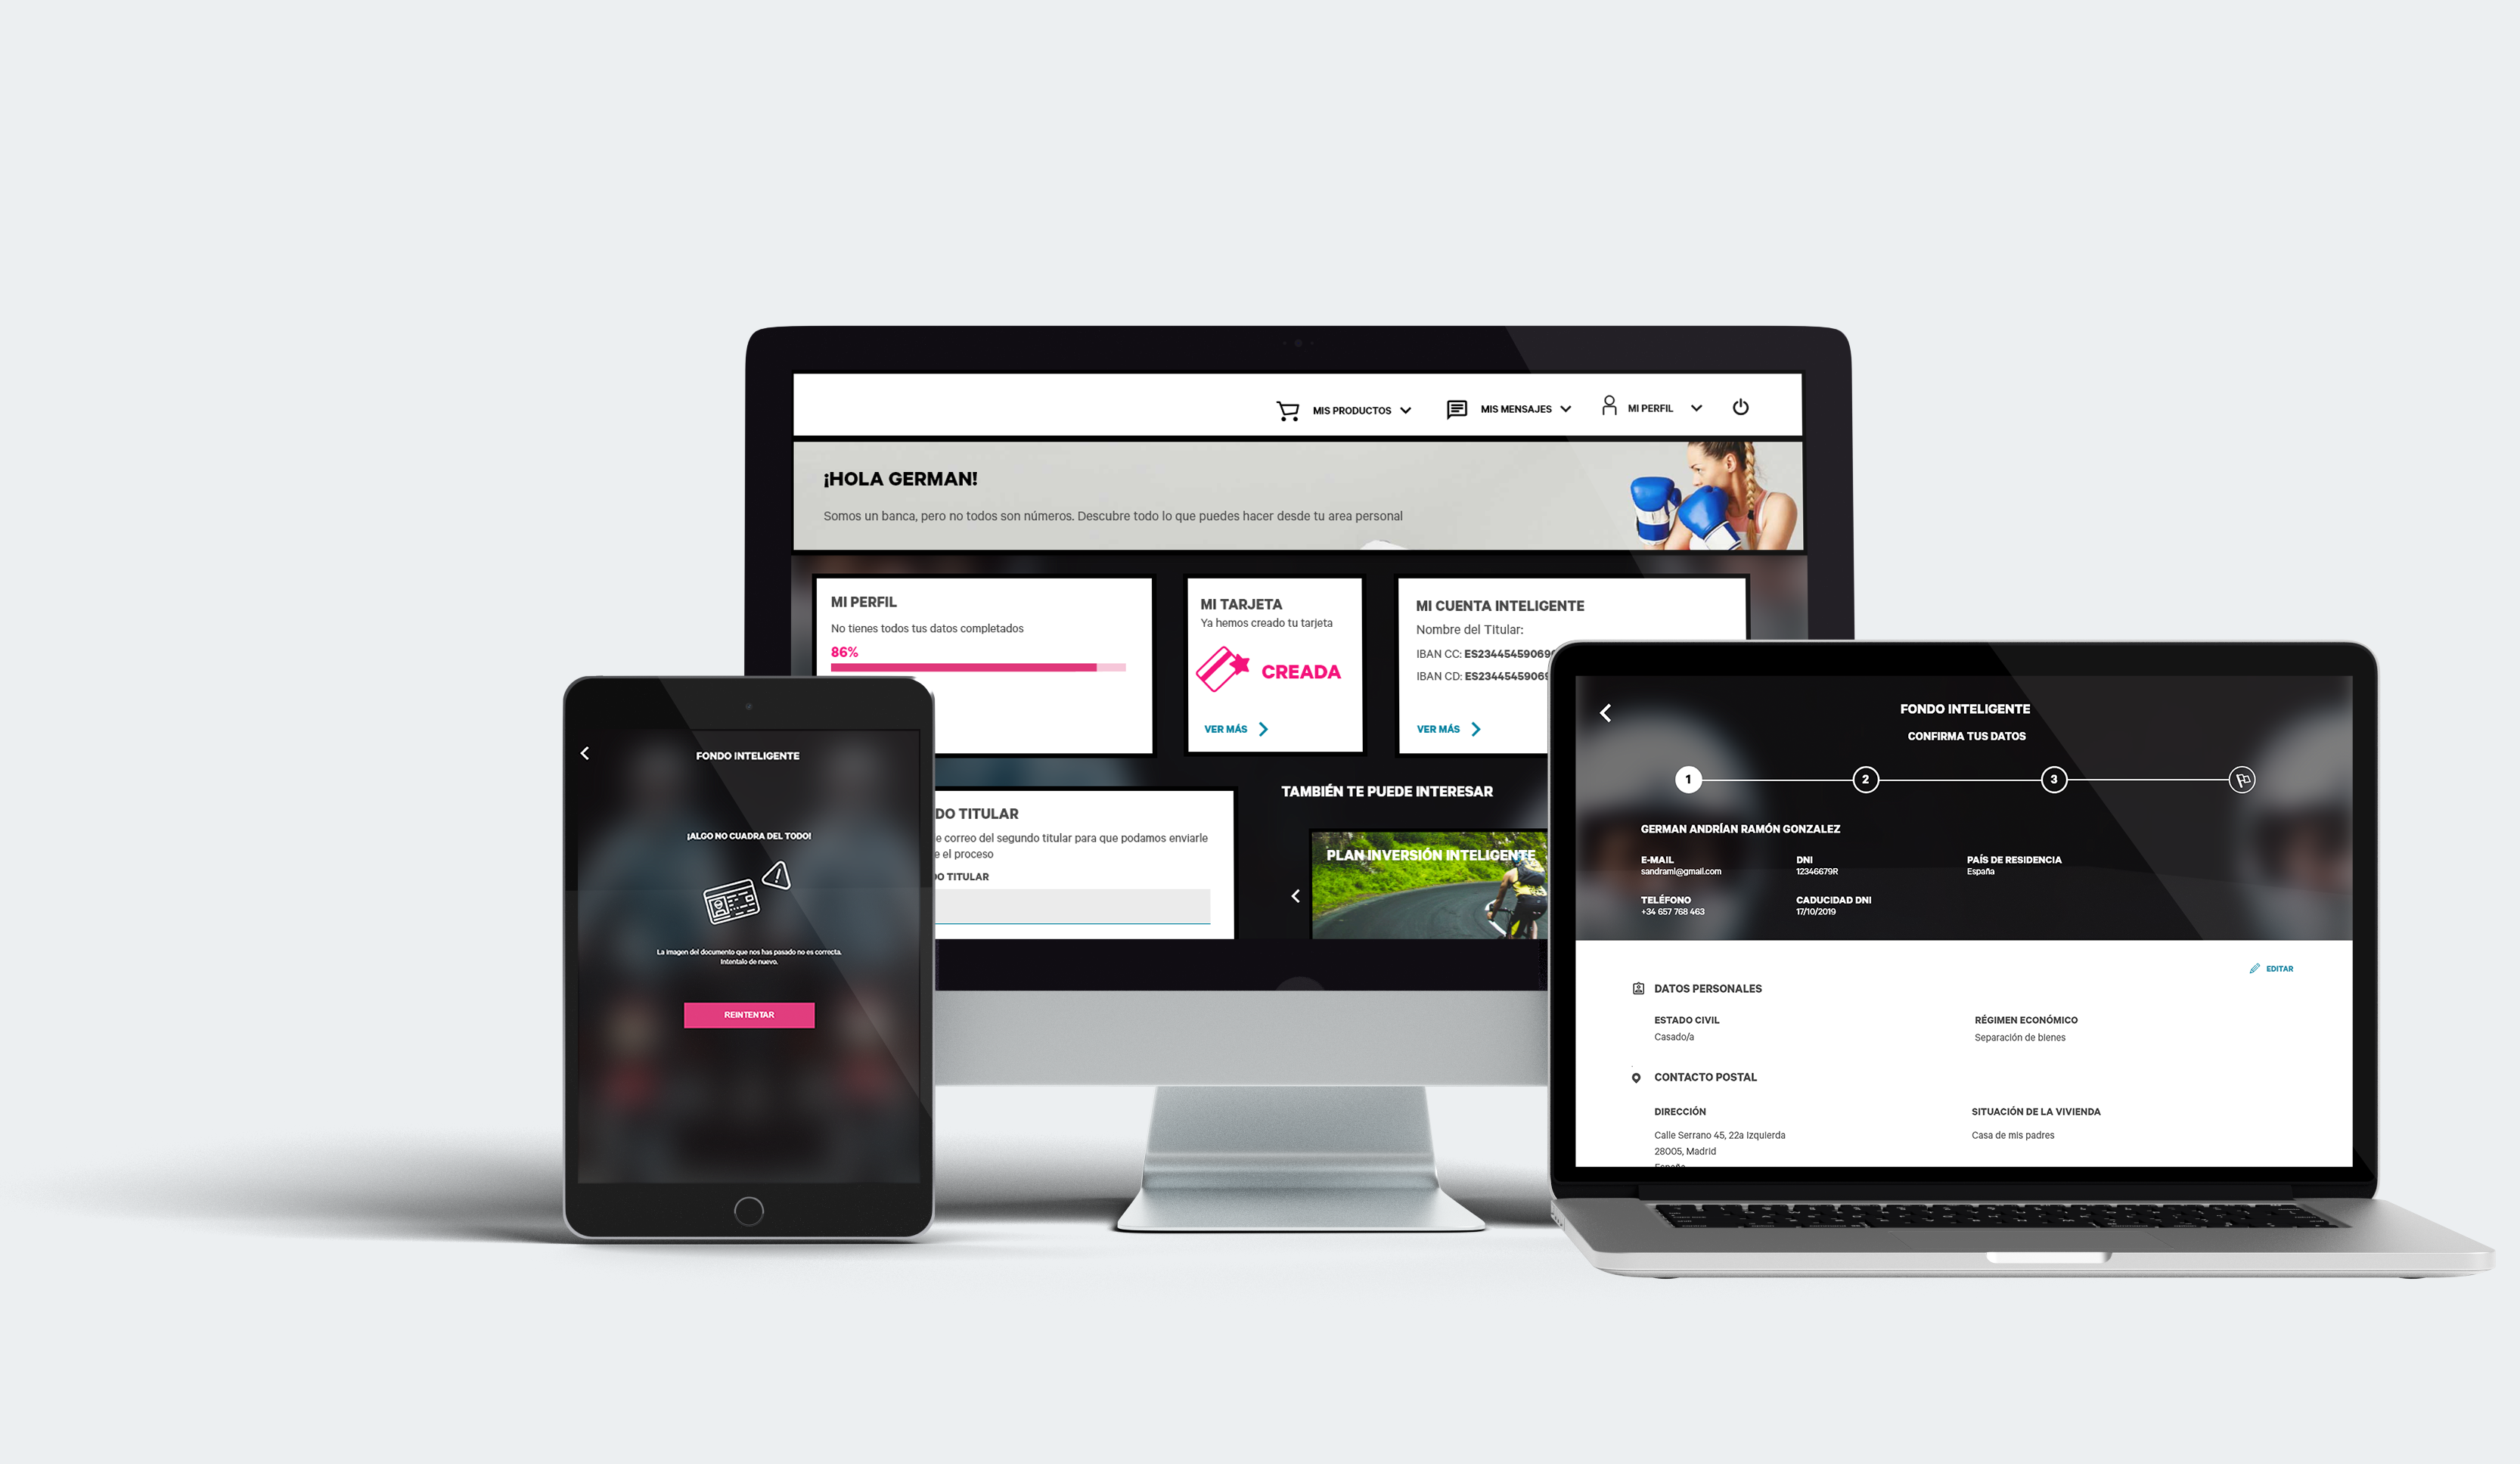 MIS PRODUCTOS
MIS MENSAJES
MI PERFIL
¡HOLA GERMAN!
Somos un banca, pero no todos son números. Descubre todo lo que puedes hacer desde tu area personal
MI PERFIL
No tienes todos tus datos completados
86%
MI TARJETA
Ya hemos creado tu tarjeta
CREADA
VER MÁS
MI CUENTA INTELIGENTE
Nombre del Titular:
IBAN CC: ES234454590696
IBAN CD: ES23445459069
VER MÁS
DO TITULAR
e correo del segundo titular para que podamos enviarle
e el proceso
DO TITULAR
TAMBIÉN TE PUEDE INTERESAR
PLAN INVERSIÓN INTELIGENTE
FONDO INTELIGENTE
¡ALGO NO CUADRA DEL TODO!
La imagen del documento que nos has pasado no es correcta.
Intentalo de nuevo.
REINTENTAR
FONDO INTELIGENTE
CONFIRMA TUS DATOS
1
2
3
GERMAN ANDRÍAN RAMÓN GONZALEZ
E-MAIL
sandraml@gmail.com
DNI
12346679R
PAÍS DE RESIDENCIA
España
TELÉFONO
+34 657 768 463
CADUCIDAD DNI
17/10/2019
EDITAR
DATOS PERSONALES
ESTADO CIVIL
Casado/a
RÉGIMEN ECONÓMICO
Separación de bienes
CONTACTO POSTAL
DIRECCIÓN
Calle Serrano 45, 22a Izquierda
28005, Madrid
España
SITUACIÓN DE LA VIVIENDA
Casa de mis padres